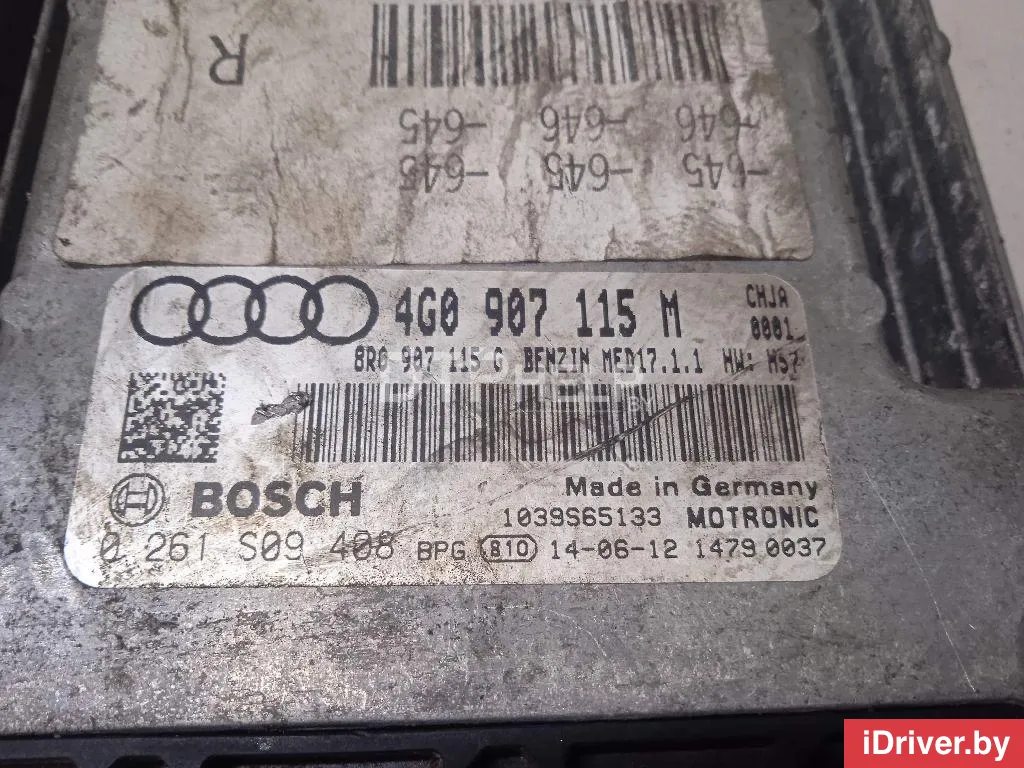 R H
-645 -646 -646
-645 -645 -645
4G0 907 115 M CHJA
0001
8R0 907 115 G BENZIN MED17.1.1 HW:
BOSCH
Made in Germany
1039S65133 MOTRONIC
0 261 S09 408 BPG 810 14-06-12 1479 0037
iDriver.by